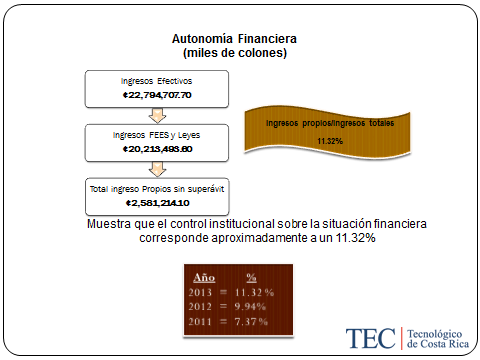 Autonomía Financiera
(miles de colones)
Ingresos Efectivos
¢22,794,707.70
Ingresos FEES y Leyes
¢20,213,493.60
Total ingreso Propios sin superávit
¢2,581,214.10
Ingresos propios/Ingresos totales
11.32%
Muestra que el control institucional sobre la situación financiera
corresponde aproximadamente a un 11.32%
Año %
2013 = 11.32%
2012 = 9.94%
2011 = 7.37%
TEC Tecnológico
de Costa Rica